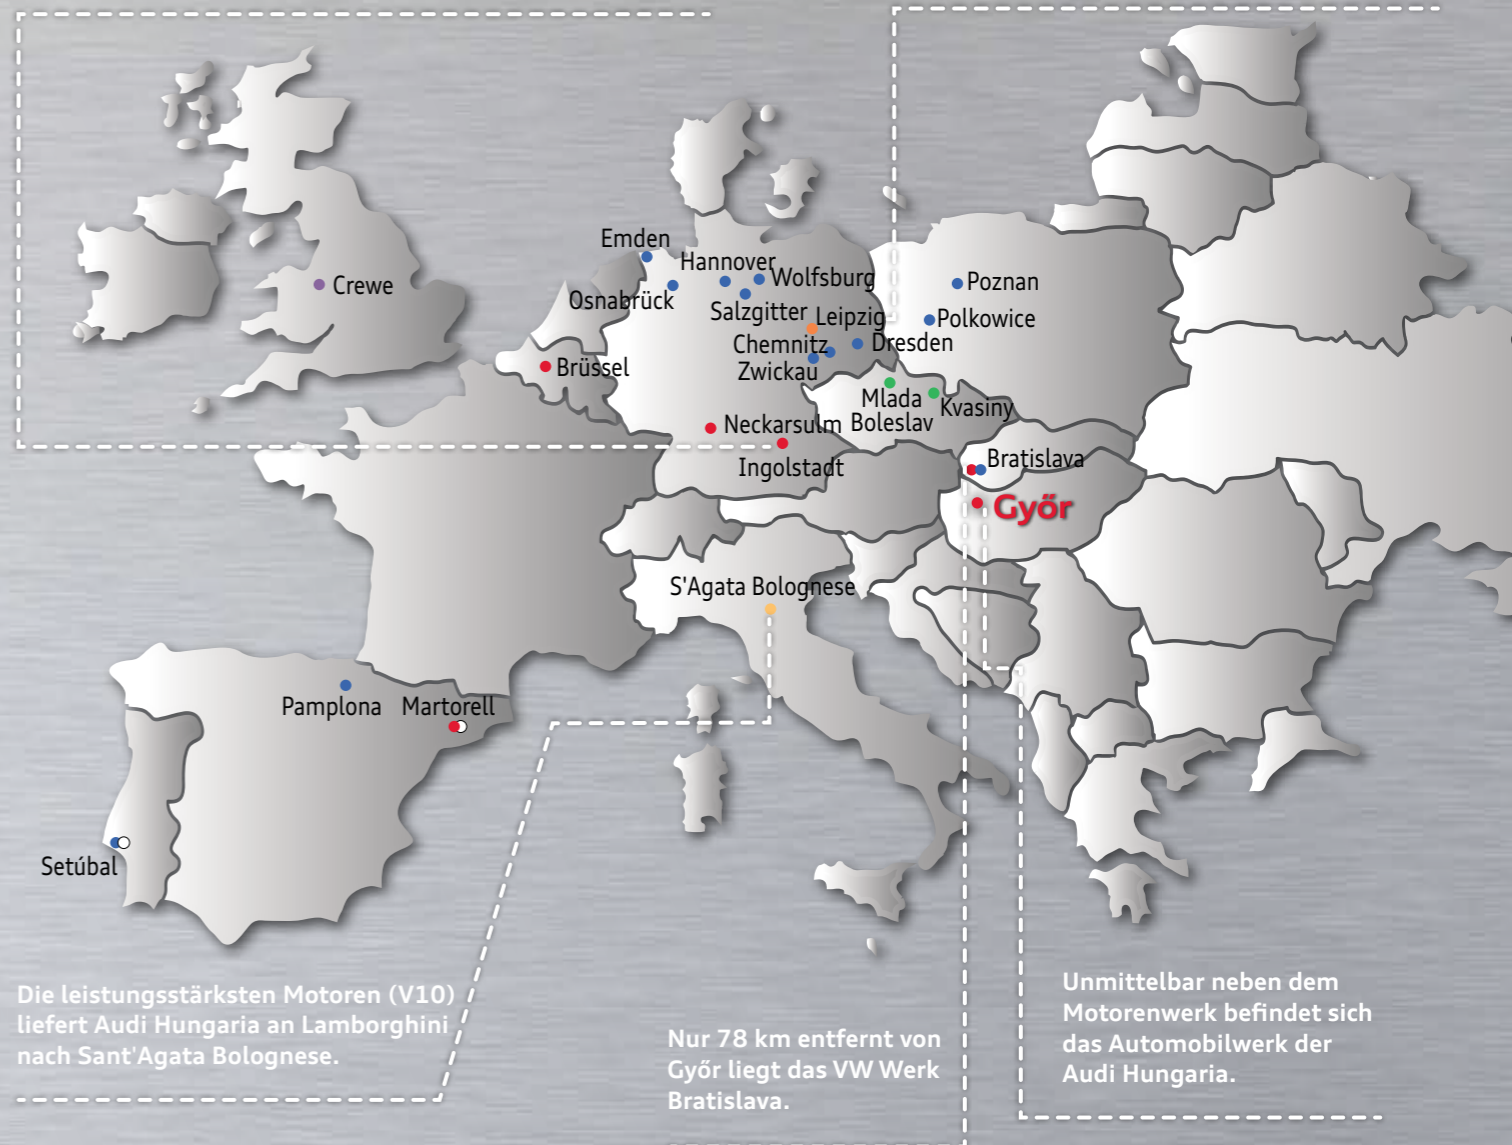 Emden
Hannover
Wolfsburg
Osnabrück
Salzgitter
Leipzig
Poznan
Polkowice
Crewe
Chemnitz
Dresden
Zwickau
Brüssel
Mlada
Boleslav
Kvasiny
Neckarsulm
Ingolstadt
Bratislava
Győr
S'Agata Bolognese
Pamplona
Martorell
Setúbal
Die leistungsstärksten Motoren (V10)
liefert Audi Hungaria an Lamborghini
nach Sant'Agata Bolognese.
Nur 78 km entfernt von
Győr liegt das VW Werk
Bratislava.
Unmittelbar neben dem
Motorenwerk befindet sich
das Automobilwerk der
Audi Hungaria.